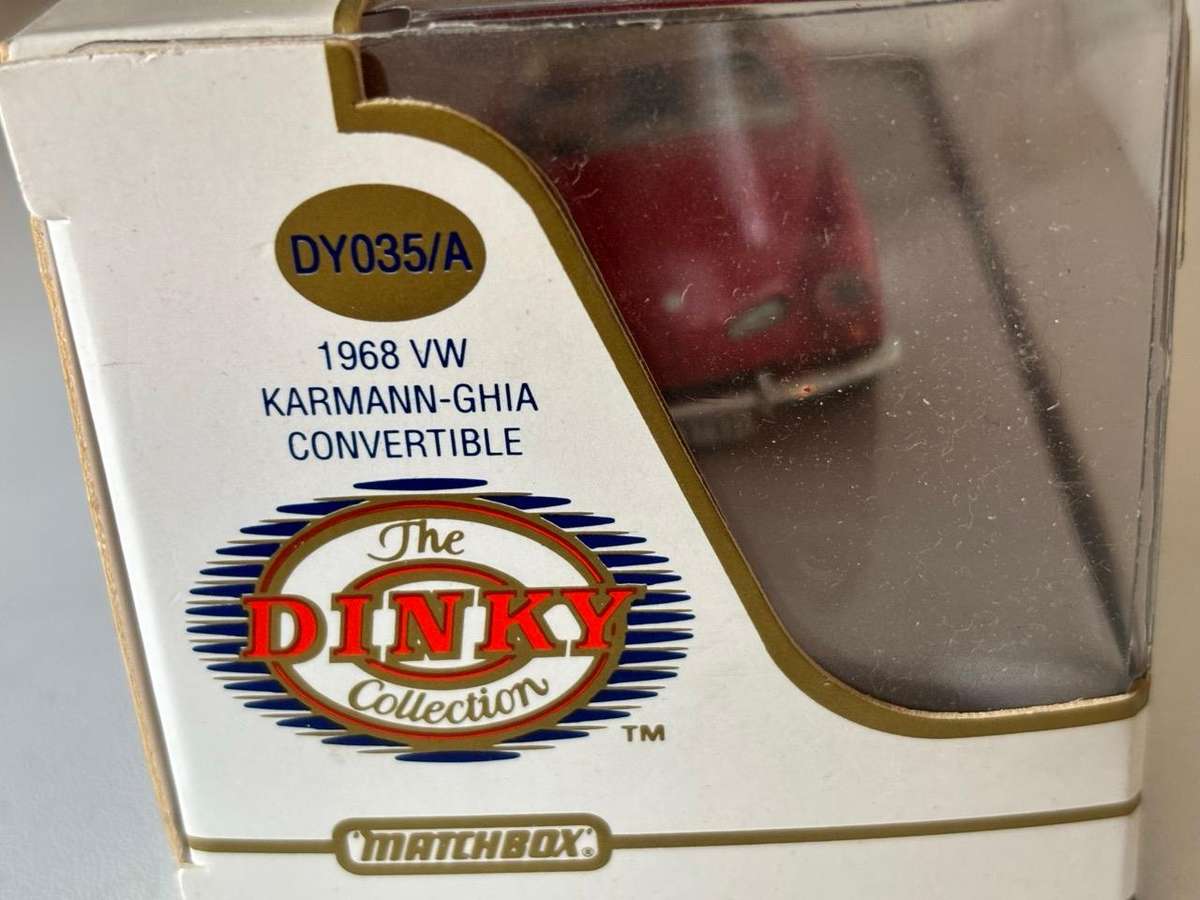 DY035/A
1968 VW
KARMANN-GHIA
CONVERTIBLE
The
DINKY
Collection
TM
"MATCHBOX"®